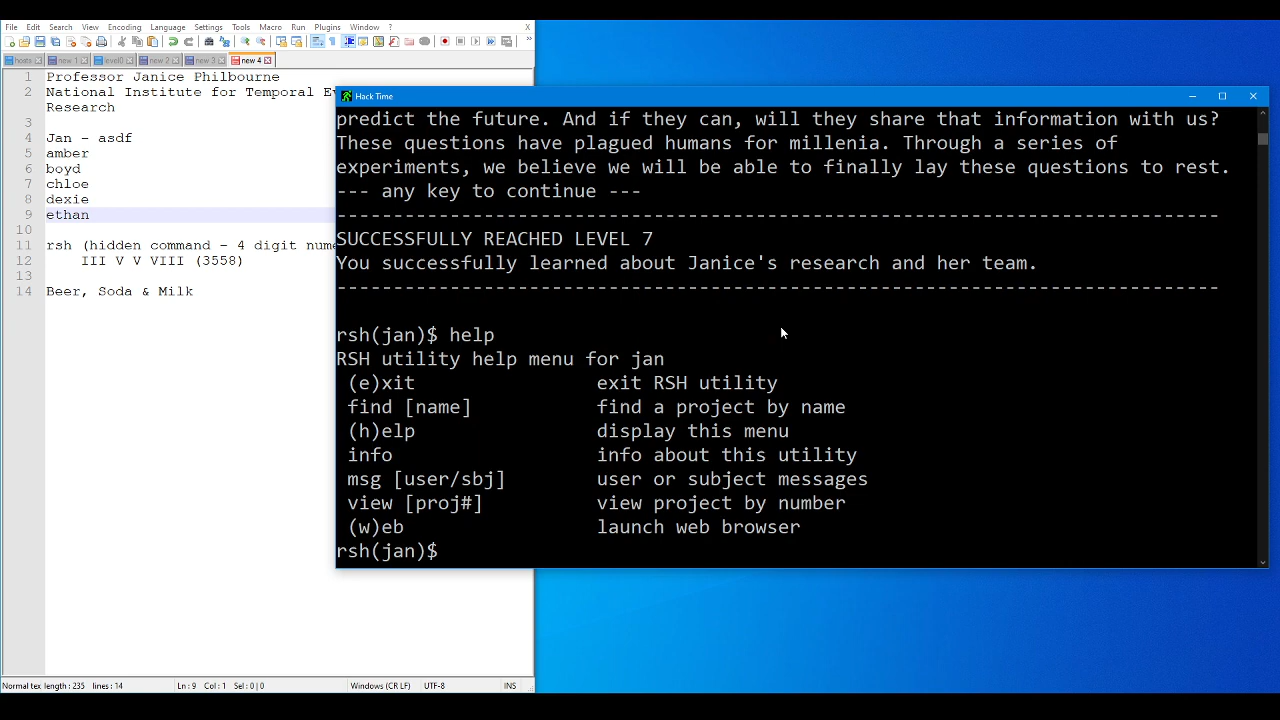 File Edit Search View Encoding Language Settings Tools Macro Run Plugins Window ? X
hosts new 1 level0 new 2 new 3 new 4
1 Professor Janice Philbourne
2 National Institute for Temporal
Research
3
4 Jan - asdf
5 amber
6 boyd
7 chloe
8 dexie
9 ethan
10
11 rsh (hidden command - 4 digit
12 III V V VIII (3558)
13
14 Beer, Soda & Milk
Normal tex length : 235 lines : 14 Ln : 9 Col : 1 Sel : 0 | 0 Windows (CR LF) UTF-8 INS
Hack Time
predict the future. And if they can, will they share that information with us?
These questions have plagued humans for millenia. Through a series of
experiments, we believe we will be able to finally lay these questions to rest.
--- any key to continue ---
------------------------------------------------------------------------------
SUCCESSFULLY REACHED LEVEL 7
You successfully learned about Janice's research and her team.
------------------------------------------------------------------------------
rsh(jan)$ help
RSH utility help menu for jan
(e)xit exit RSH utility
find [name] find a project by name
(h)elp display this menu
info info about this utility
msg [user/sbj] user or subject messages
view [proj#] view project by number
(w)eb launch web browser
rsh(jan)$